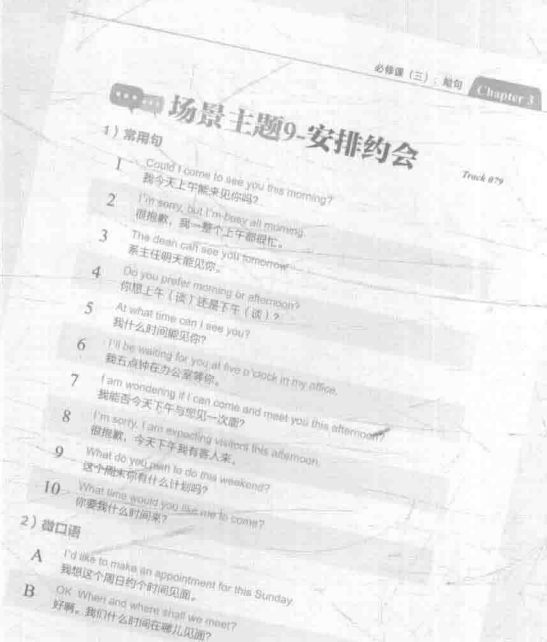 必修课（三）：短句 Chapter 3
场景主题9-安排约会
Track 079
1）常用句
1 Could I come to see you this morning?
我今天上午能来见你吗？
2 I'm sorry, but I'm busy all morning.
很抱歉，我一整个上午都很忙。
3 The dean can see you tomorrow.
系主任明天能见你。
4 Do you prefer morning or afternoon?
你想上午（谈）还是下午（谈）？
5 At what time can I see you?
我什么时间能见你？
6 I'll be waiting for you at five o'clock in my office.
我五点钟在办公室等你。
7 I am wondering if I can come and meet you this afternoon?
我能否今天下午与您见一次面？
8 I'm sorry, I am expecting visitors this afternoon.
很抱歉，今天下午我有客人来。
9 What do you plan to do this weekend?
这个周末你有什么计划吗？
10 What time would you like me to come?
你要我什么时间来？
2）微口语
A I'd like to make an appointment for this Sunday.
我想这个周日约个时间见面。
B OK. When and where shall we meet?
好啊。我们什么时间在哪儿见面？